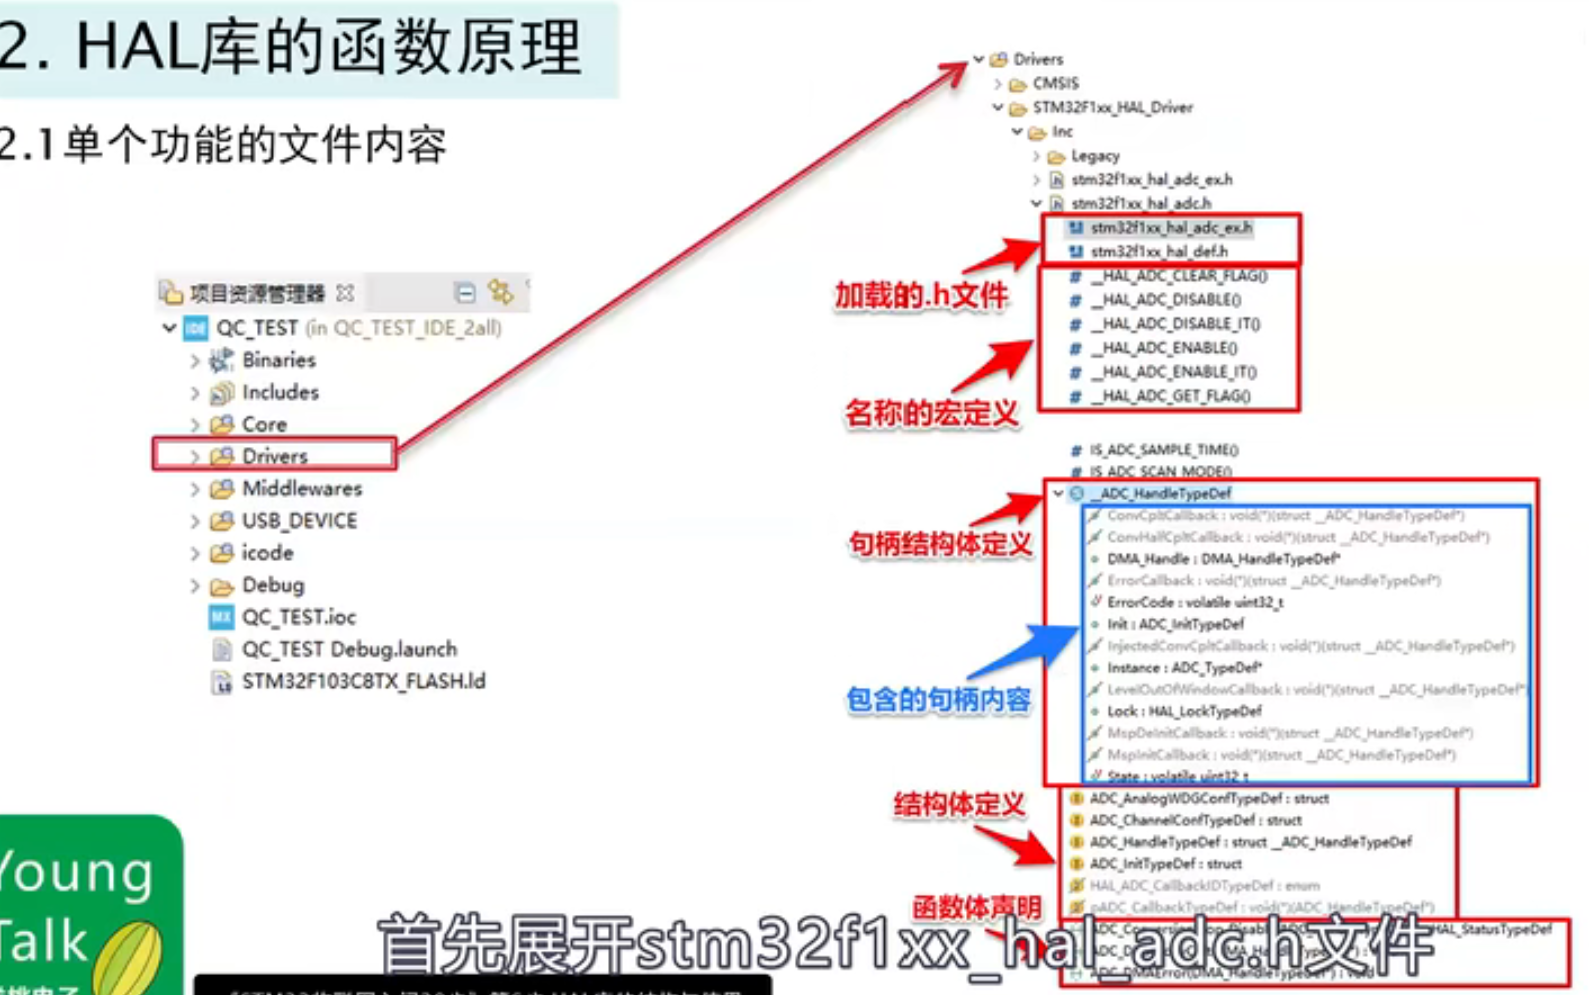 2. HAL库的函数原理
2.1单个功能的文件内容
项目资源管理器
QC_TEST (in QC_TEST_IDE_2all)
Binaries
Includes
Core
Drivers
Middlewares
USB_DEVICE
icode
Debug
QC_TEST.ioc
QC_TEST Debug.launch
STM32F103C8TX_FLASH.ld
Drivers
CMSIS
STM32F1xx_HAL_Driver
Inc
Legacy
stm32f1xx_hal_adc_ex.h
stm32f1xx_hal_adc.h
stm32f1xx_hal_adc_ex.h
stm32f1xx_hal_def.h
加载的.h文件
# __HAL_ADC_CLEAR_FLAG()
# __HAL_ADC_DISABLE()
# __HAL_ADC_DISABLE_IT()
# __HAL_ADC_ENABLE()
# __HAL_ADC_ENABLE_IT()
# __HAL_ADC_GET_FLAG()
名称的宏定义
# IS_ADC_SAMPLE_TIME()
# IS_ADC_SCAN_MODE()
__ADC_HandleTypeDef
句柄结构体定义
ConvCpltCallback : void(*)(struct __ADC_HandleTypeDef*)
ConvHalfCpltCallback : void(*)(struct __ADC_HandleTypeDef*)
DMA_Handle : DMA_HandleTypeDef*
ErrorCallback : void(*)(struct __ADC_HandleTypeDef*)
ErrorCode : volatile uint32_t
Init : ADC_InitTypeDef
InjectedConvCpltCallback : void(*)(struct __ADC_HandleTypeDef*)
Instance : ADC_TypeDef*
LevelOutOfWindowCallback : void(*)(struct __ADC_HandleTypeDef*)
Lock : HAL_LockTypeDef
MspDeInitCallback : void(*)(struct __ADC_HandleTypeDef*)
MspInitCallback : void(*)(struct __ADC_HandleTypeDef*)
State : volatile uint32_t
包含的句柄内容
ADC_AnalogWDGConfTypeDef : struct
ADC_ChannelConfTypeDef : struct
ADC_HandleTypeDef : struct __ADC_HandleTypeDef
ADC_InitTypeDef : struct
HAL_ADC_CallbackIDTypeDef : enum
pADC_CallbackTypeDef : void(*)(ADC_HandleTypeDef*)
结构体定义
函数体声明
HAL_StatusTypeDef
ADC_DMAError(DMA_HandleTypeDef*) : void
首先展开stm32f1xx_hal_adc.h文件
Young
Talk